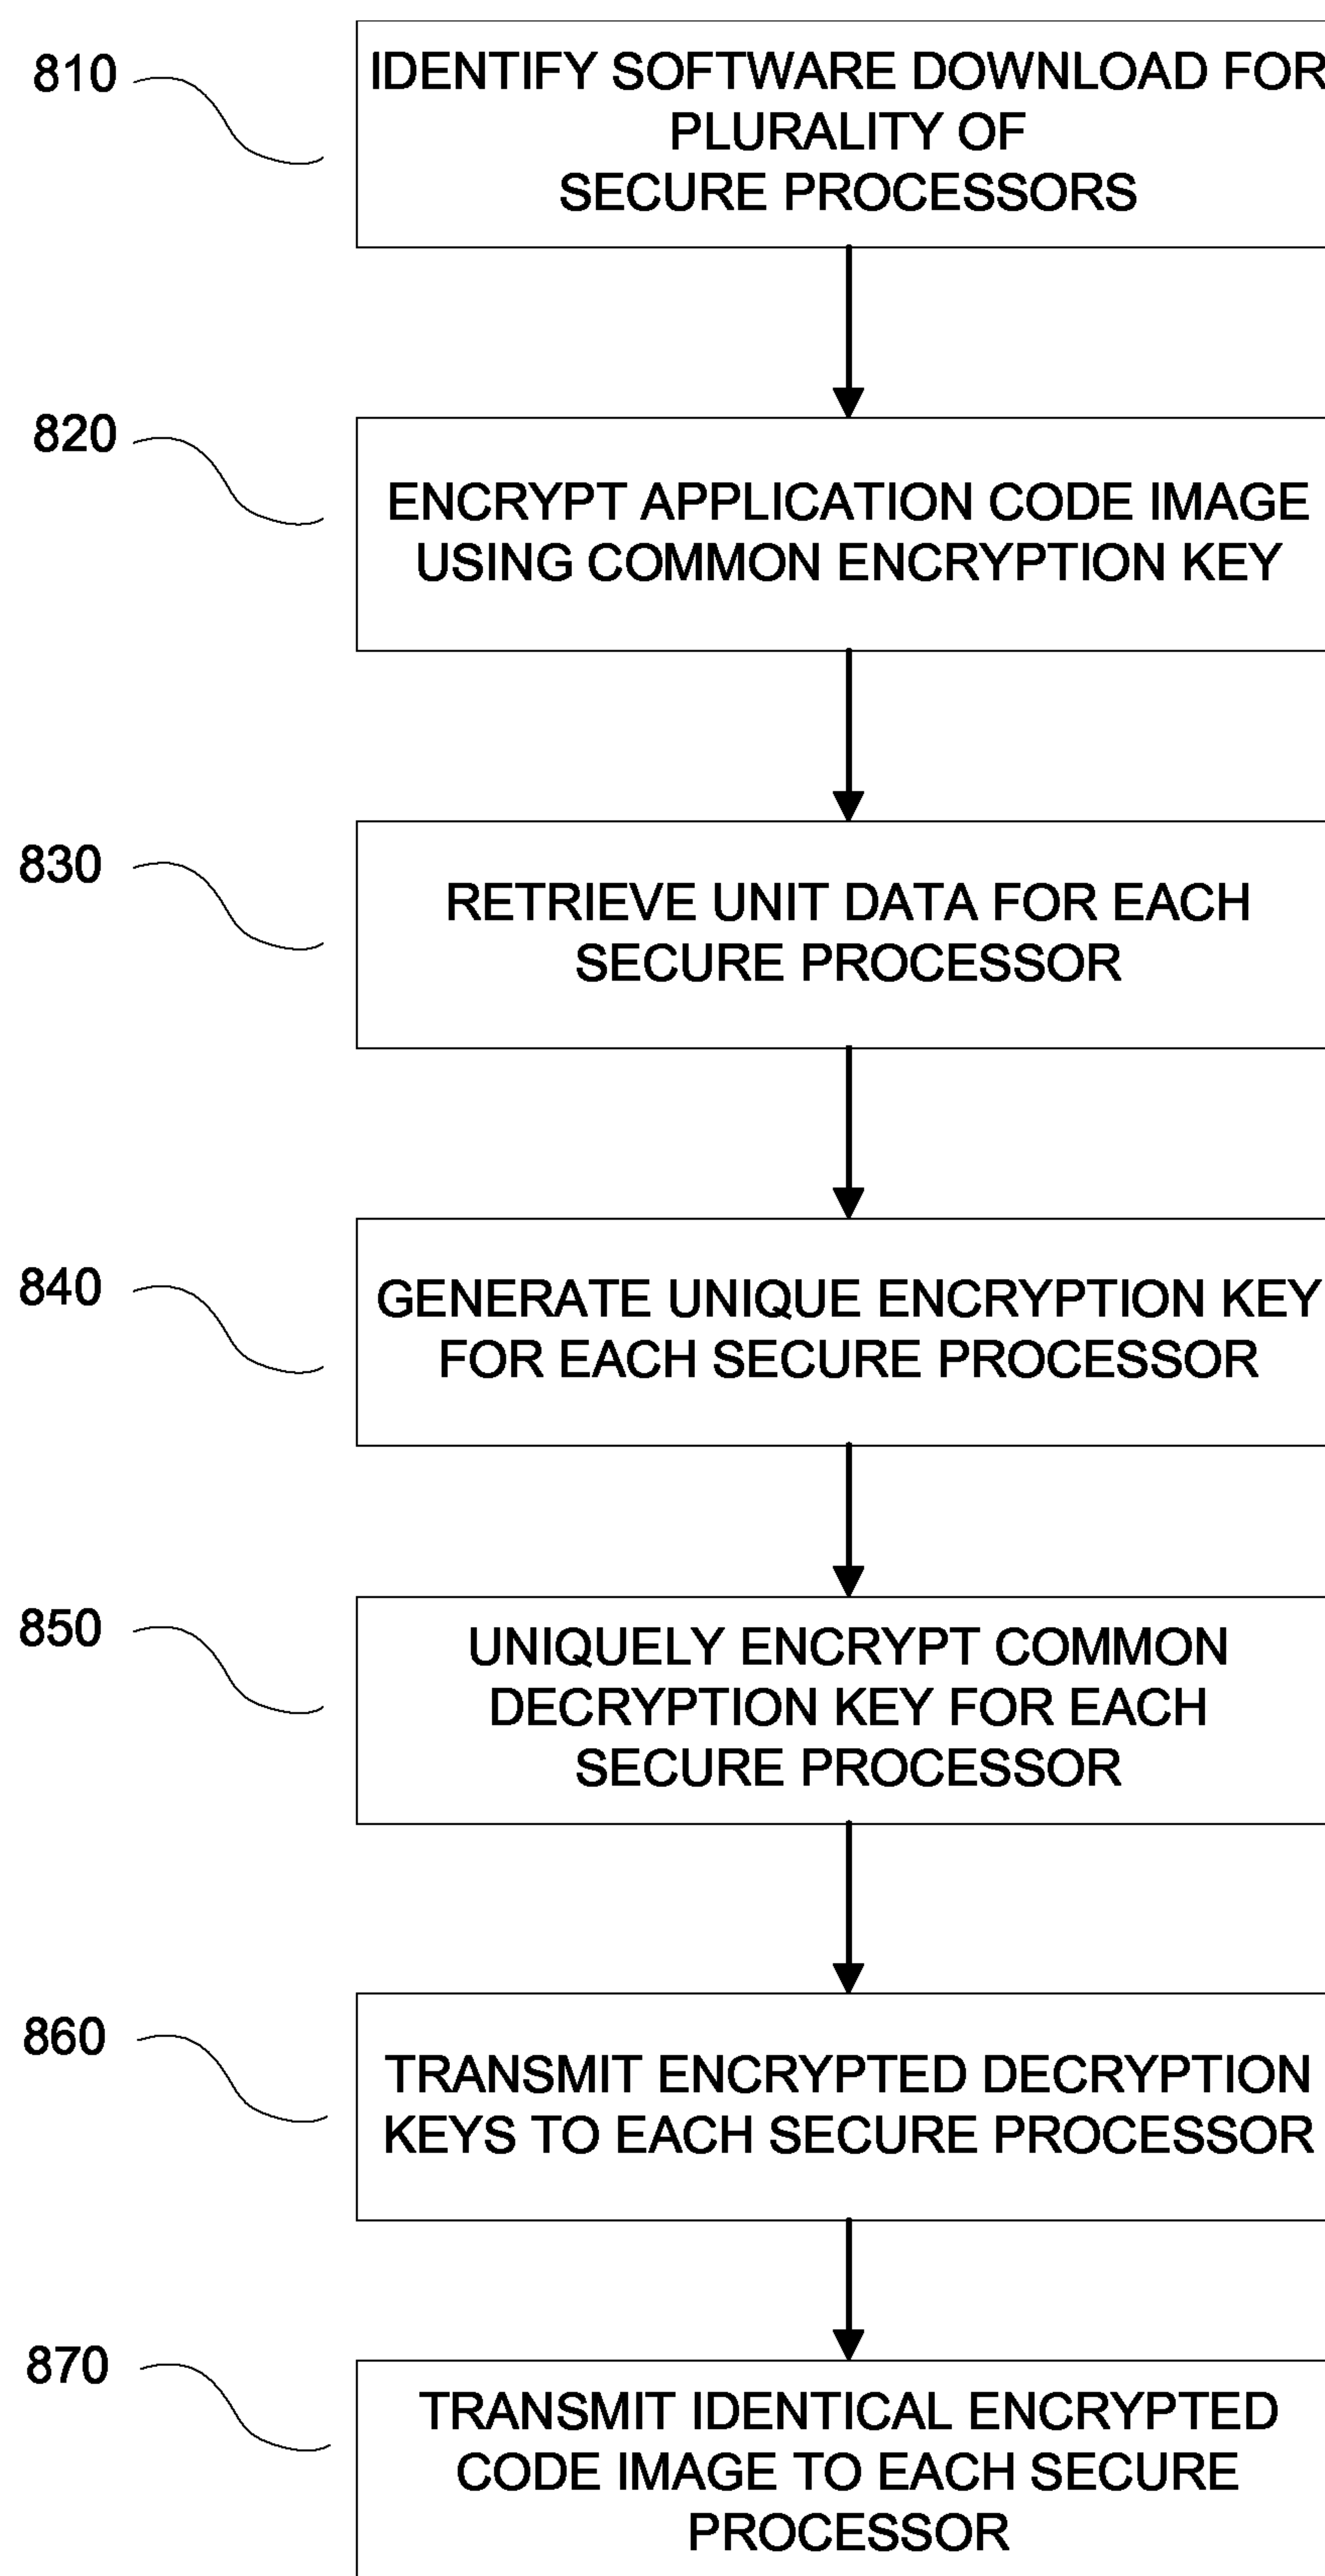 810
IDENTIFY SOFTWARE DOWNLOAD FOR
PLURALITY OF
SECURE PROCESSORS
820
ENCRYPT APPLICATION CODE IMAGE
USING COMMON ENCRYPTION KEY
830
RETRIEVE UNIT DATA FOR EACH
SECURE PROCESSOR
840
GENERATE UNIQUE ENCRYPTION KEY
FOR EACH SECURE PROCESSOR
850
UNIQUELY ENCRYPT COMMON
DECRYPTION KEY FOR EACH
SECURE PROCESSOR
860
TRANSMIT ENCRYPTED DECRYPTION
KEYS TO EACH SECURE PROCESSOR
870
TRANSMIT IDENTICAL ENCRYPTED
CODE IMAGE TO EACH SECURE
PROCESSOR